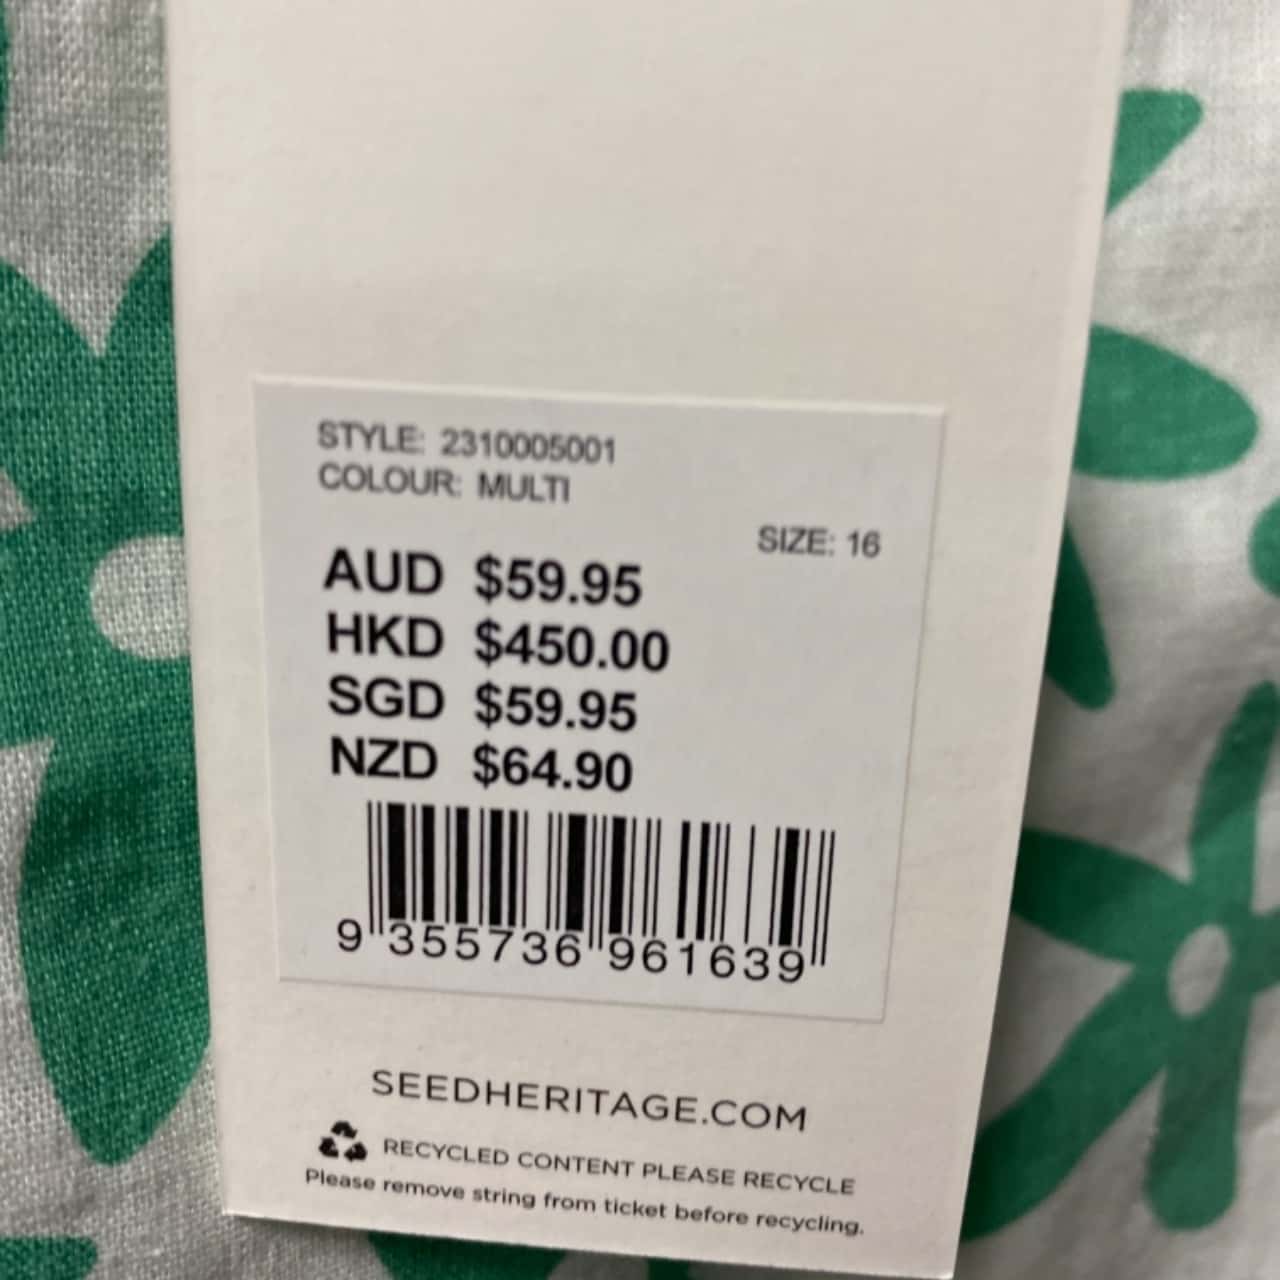 STYLE: 2310005001
COLOUR: MULTI
SIZE: 16
AUD $59.95
HKD $450.00
SGD $59.95
NZD $64.90
9 355736 961639
SEEDHERITAGE.COM
RECYCLED CONTENT PLEASE RECYCLE
Please remove string from ticket before recycling.